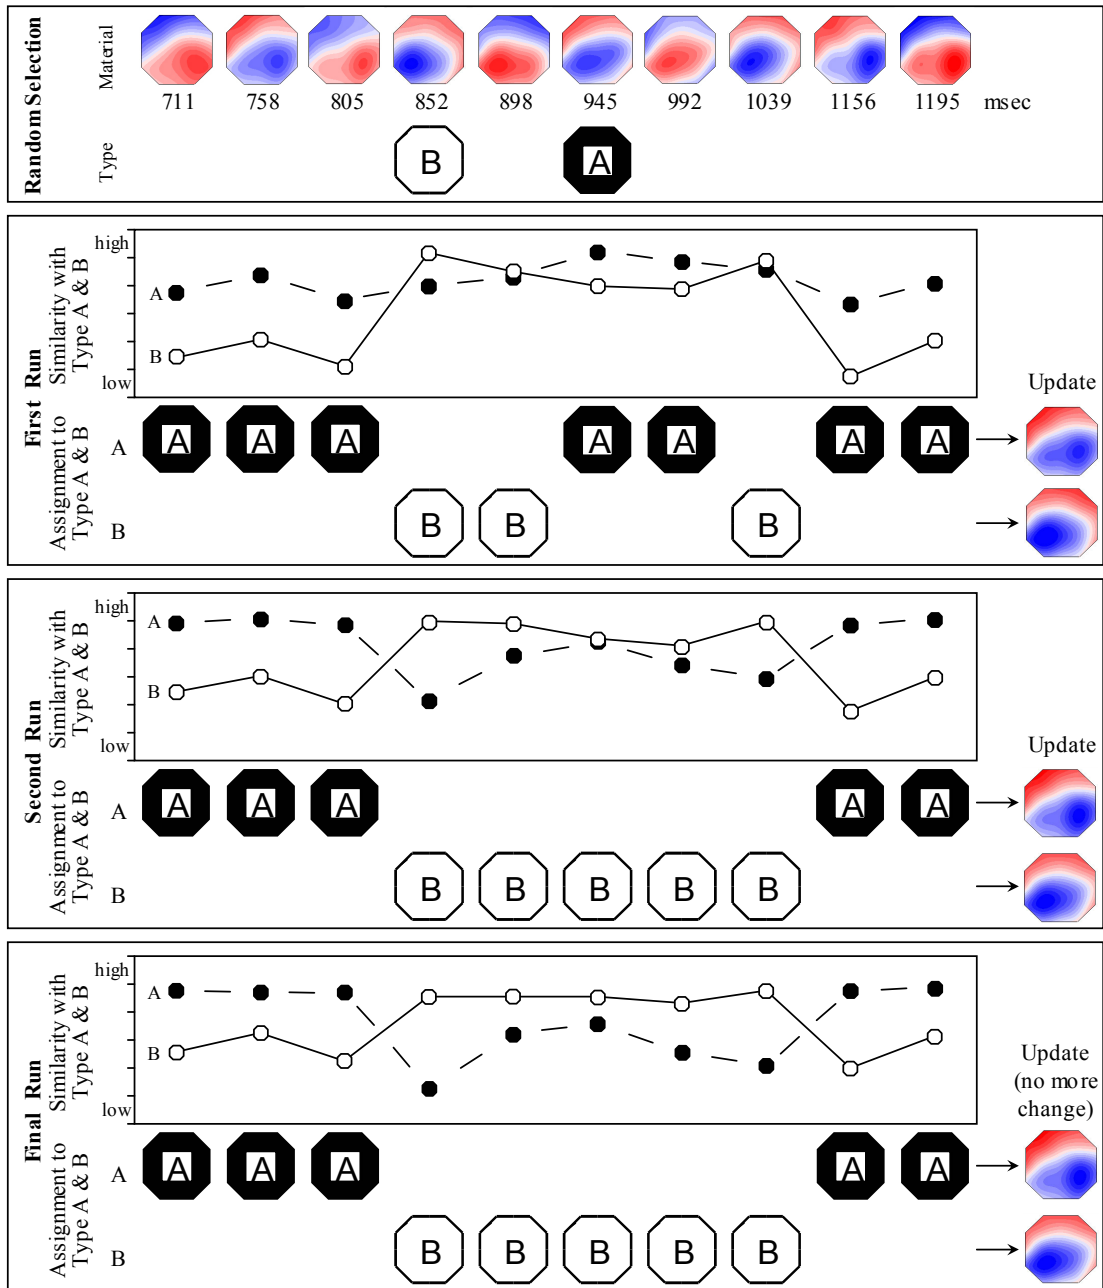 Random Selection
Material
711 758 805 852 898 945 992 1039 1156 1195 msec
Type
B A
First Run
Similarity with
Type A & B
high
A
B
low
Update
Assignment to
Type A & B
A
A A A A A A A
B
B B B
Second Run
Similarity with
Type A & B
high
A
B
low
Update
Assignment to
Type A & B
A
A A A A A
B
B B B B B
Final Run
Similarity with
Type A & B
high
A
B
low
Update
(no more
change)
Assignment to
Type A & B
A
A A A A A
B
B B B B B